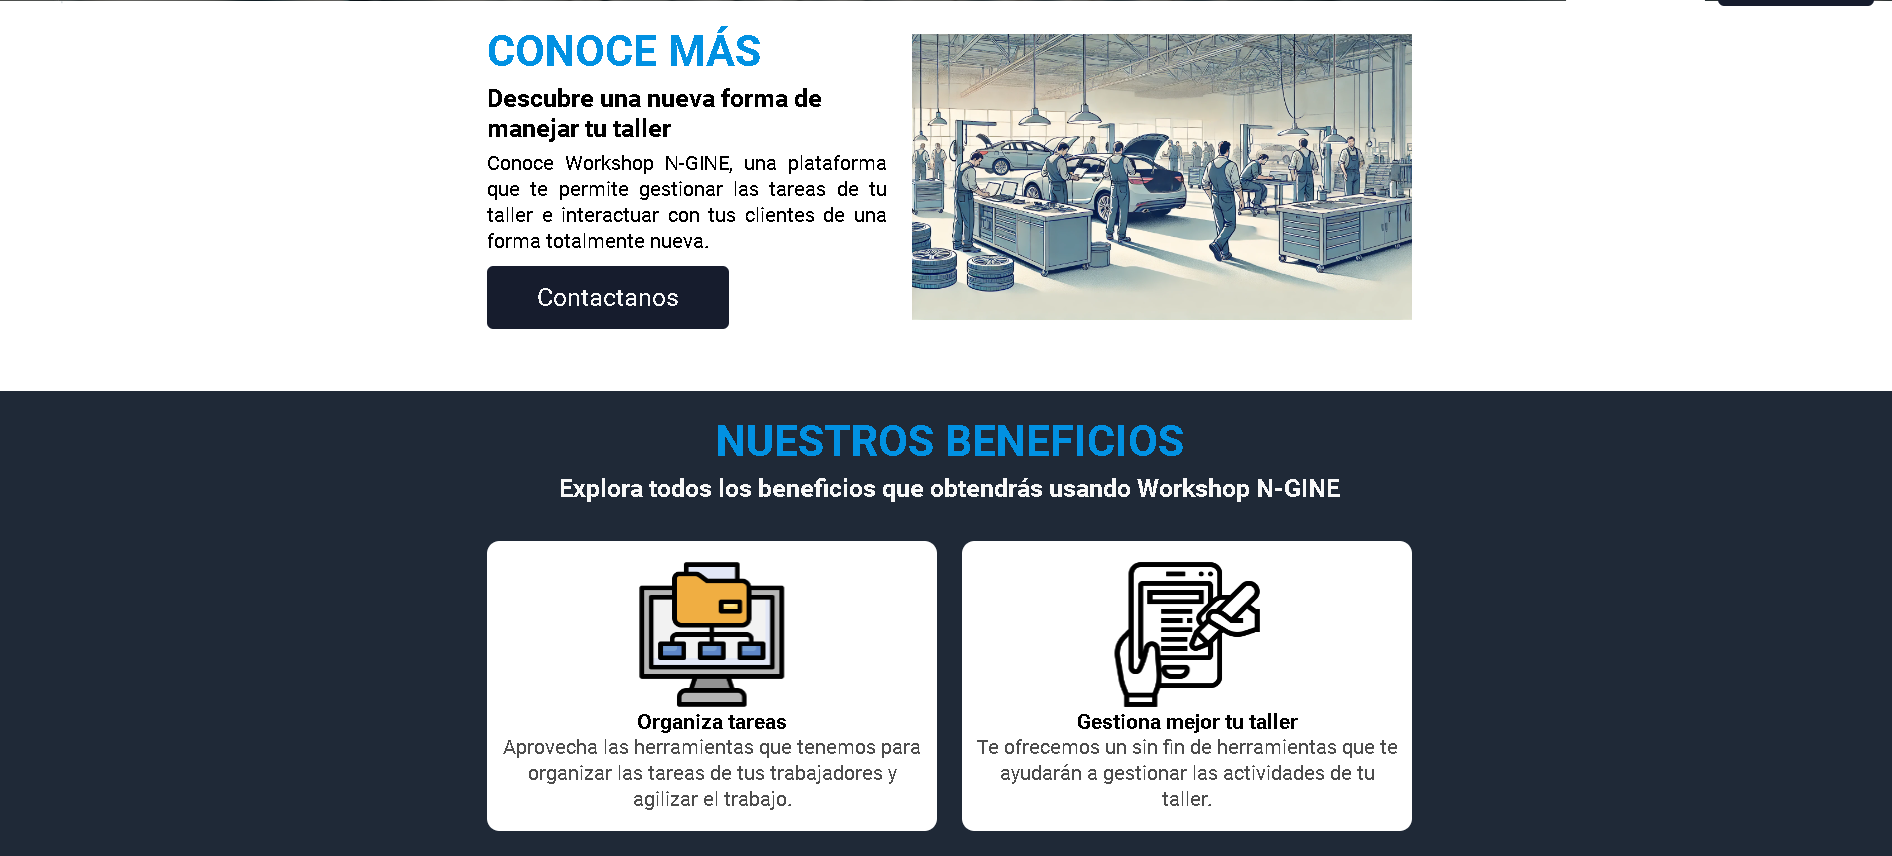 CONOCE MÁS
Descubre una nueva forma de
manejar tu taller
Conoce Workshop N-GINE, una plataforma
que te permite gestionar las tareas de tu
taller e interactuar con tus clientes de una
forma totalmente nueva.
Contactanos
NUESTROS BENEFICIOS
Explora todos los beneficios que obtendrás usando Workshop N-GINE
Organiza tareas
Aprovecha las herramientas que tenemos para
organizar las tareas de tus trabajadores y
agilizar el trabajo.
Gestiona mejor tu taller
Te ofrecemos un sin fin de herramientas que te
ayudarán a gestionar las actividades de tu
taller.